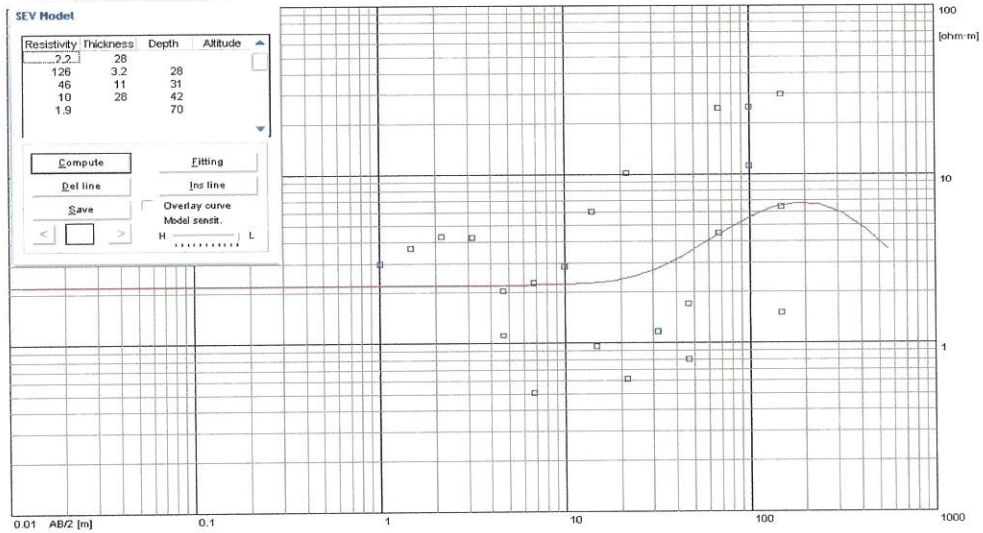 SEV Model
Resistivity Thickness Depth Altitude
2.2 28
126 3.2 28
46 11 31
10 28 42
1.9 70
Compute Fitting
Del line Ins line
Save Overlay curve
Model sensit.
< > H L
100
[ohm·m]
10
1
0.01 AB/2 [m] 0.1 1 10 100 1000